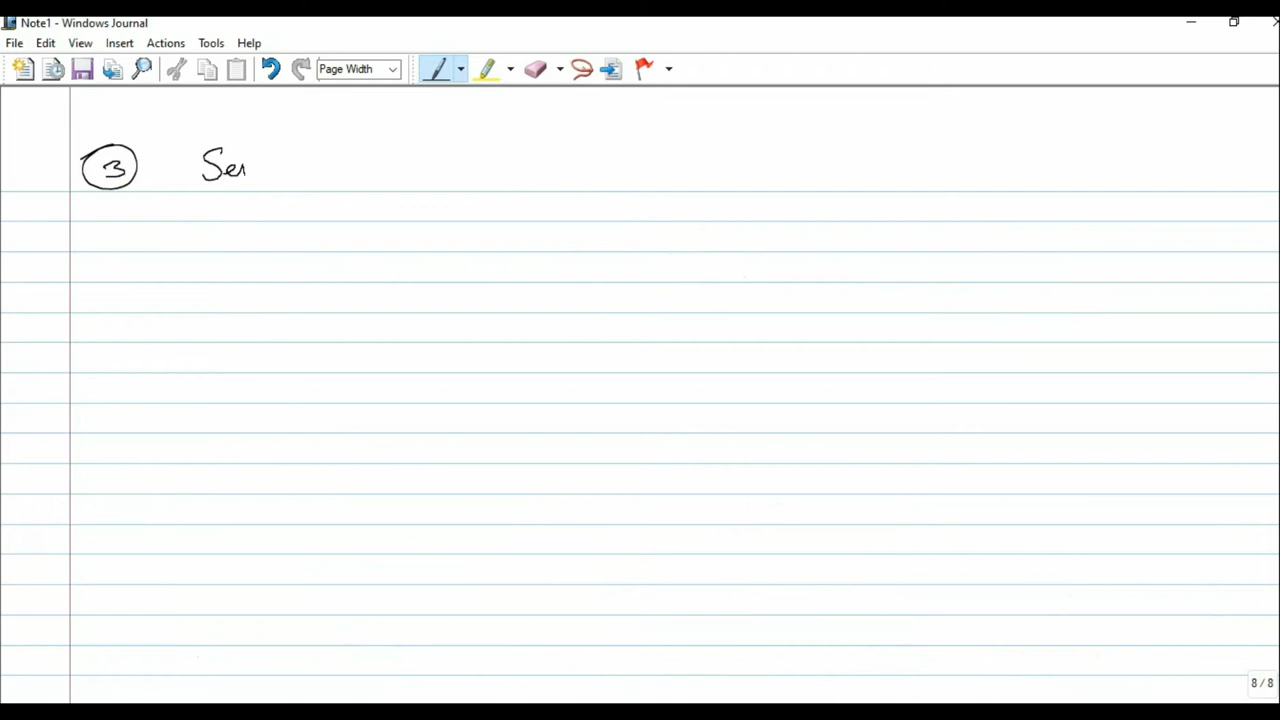 Note1 - Windows Journal
File Edit View Insert Actions Tools Help
Page Width
3 Ser
8 / 8